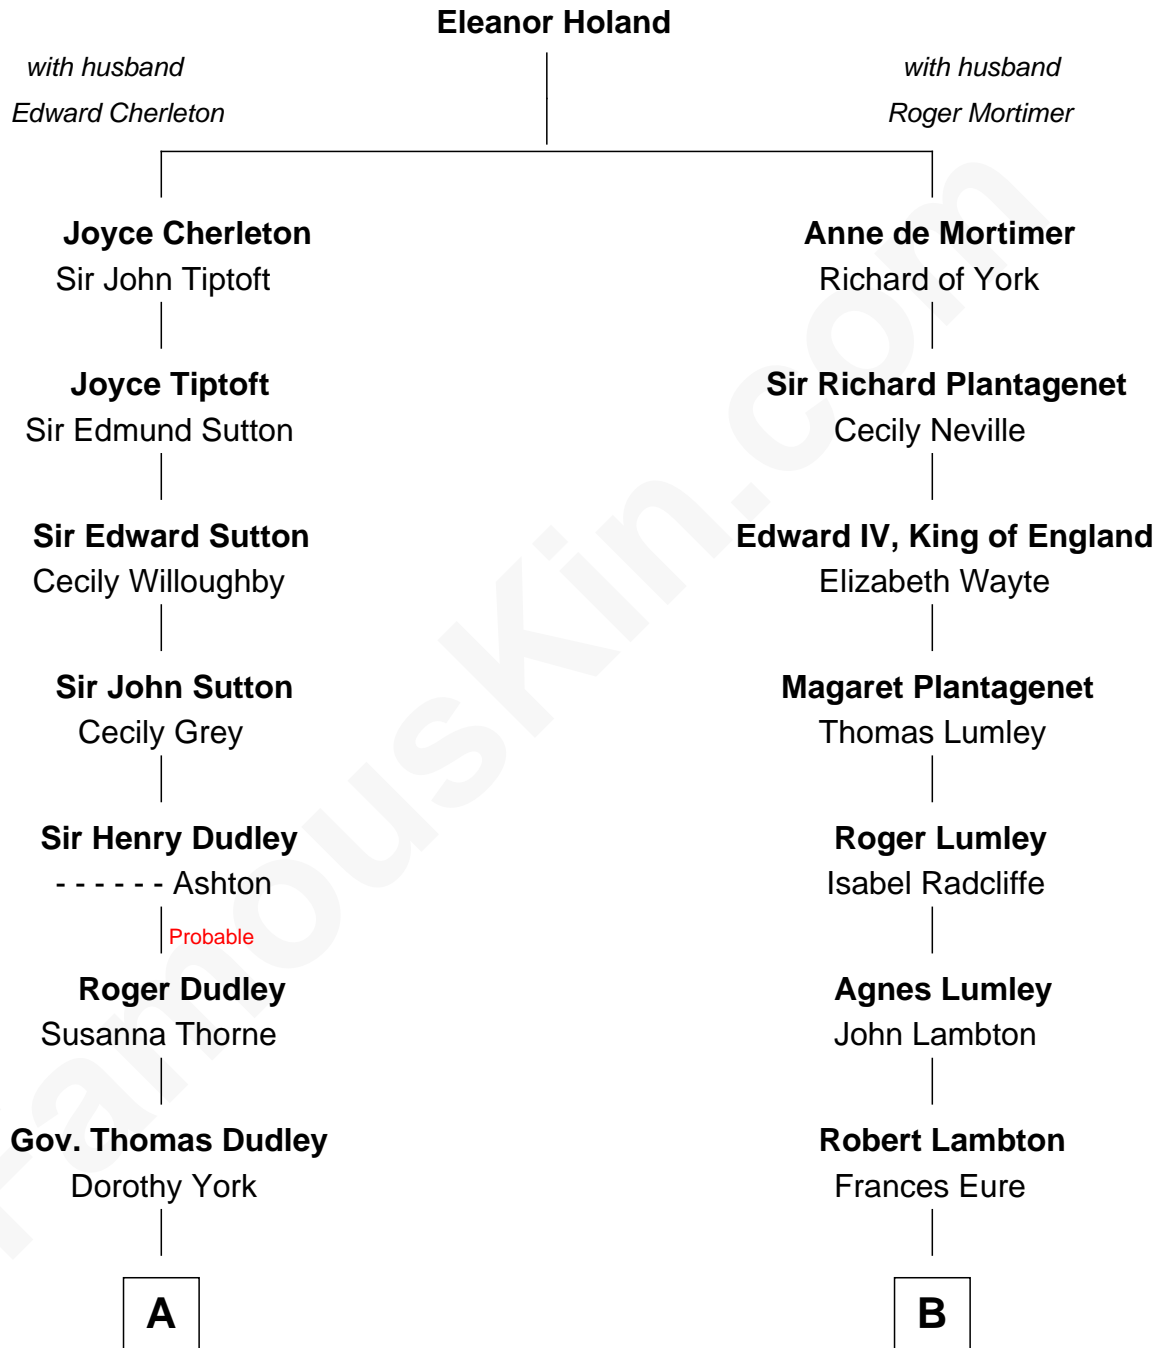 Eleanor Holand
with husband
Edward Cherleton
with husband
Roger Mortimer
Joyce Cherleton
Sir John Tiptoft
Anne de Mortimer
Richard of York
Joyce Tiptoft
Sir Edmund Sutton
Sir Richard Plantagenet
Cecily Neville
Sir Edward Sutton
Cecily Willoughby
Edward IV, King of England
Elizabeth Wayte
Sir John Sutton
Cecily Grey
Magaret Plantagenet
Thomas Lumley
Sir Henry Dudley
- - - - - - Ashton
Roger Lumley
Isabel Radcliffe
Probable
Roger Dudley
Susanna Thorne
Agnes Lumley
John Lambton
Gov. Thomas Dudley
Dorothy York
Robert Lambton
Frances Eure
A
B
FamousKin.com